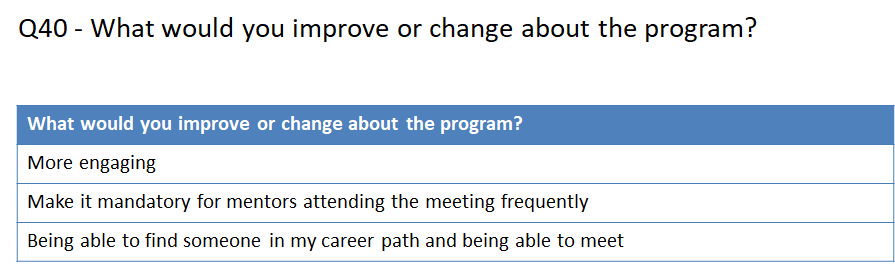 Q40 - What would you improve or change about the program?
What would you improve or change about the program?
More engaging
Make it mandatory for mentors attending the meeting frequently
Being able to find someone in my career path and being able to meet